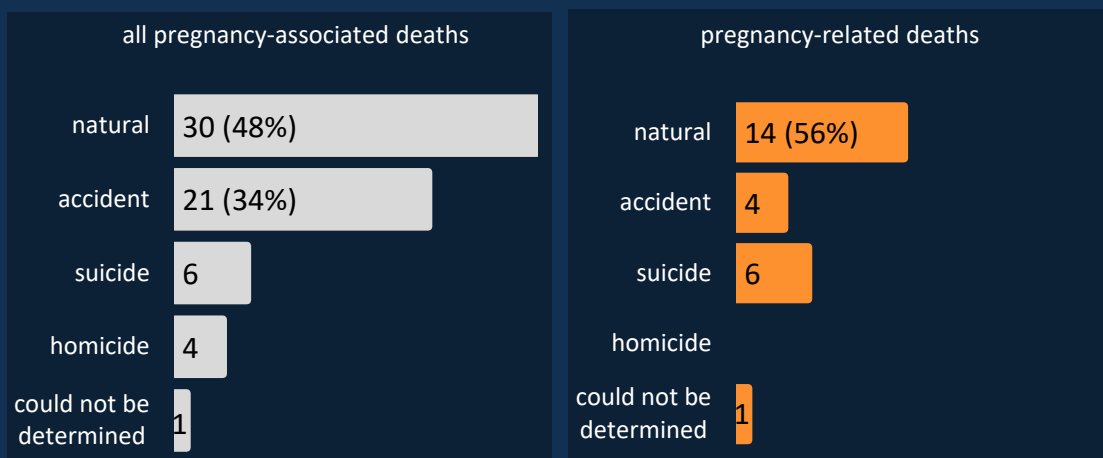 all pregnancy-associated deaths
natural
30 (48%)
accident
21 (34%)
suicide
6
homicide
4
could not be
determined
1
pregnancy-related deaths
natural
14 (56%)
accident
4
suicide
6
homicide
could not be
determined
1